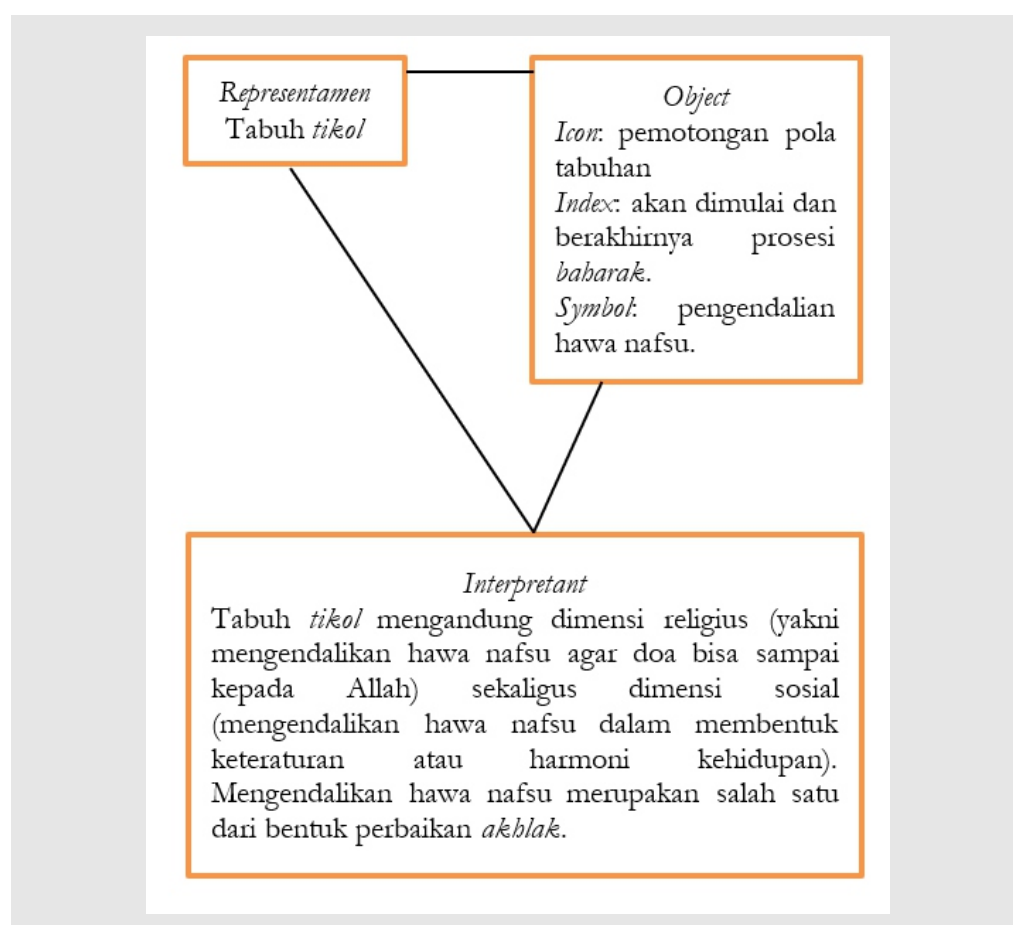 Representamen
Tabuh tikol
Object
Icon: pemotongan pola
tabuhan
Index: akan dimulai dan
berakhirnya prosesi
baharak.
Symbol: pengendalian
hawa nafsu.
Interpretant
Tabuh tikol mengandung dimensi religius (yakni
mengendalikan hawa nafsu agar doa bisa sampai
kepada Allah) sekaligus dimensi sosial
(mengendalikan hawa nafsu dalam membentuk
keteraturan atau harmoni kehidupan).
Mengendalikan hawa nafsu merupakan salah satu
dari bentuk perbaikan akhlak.